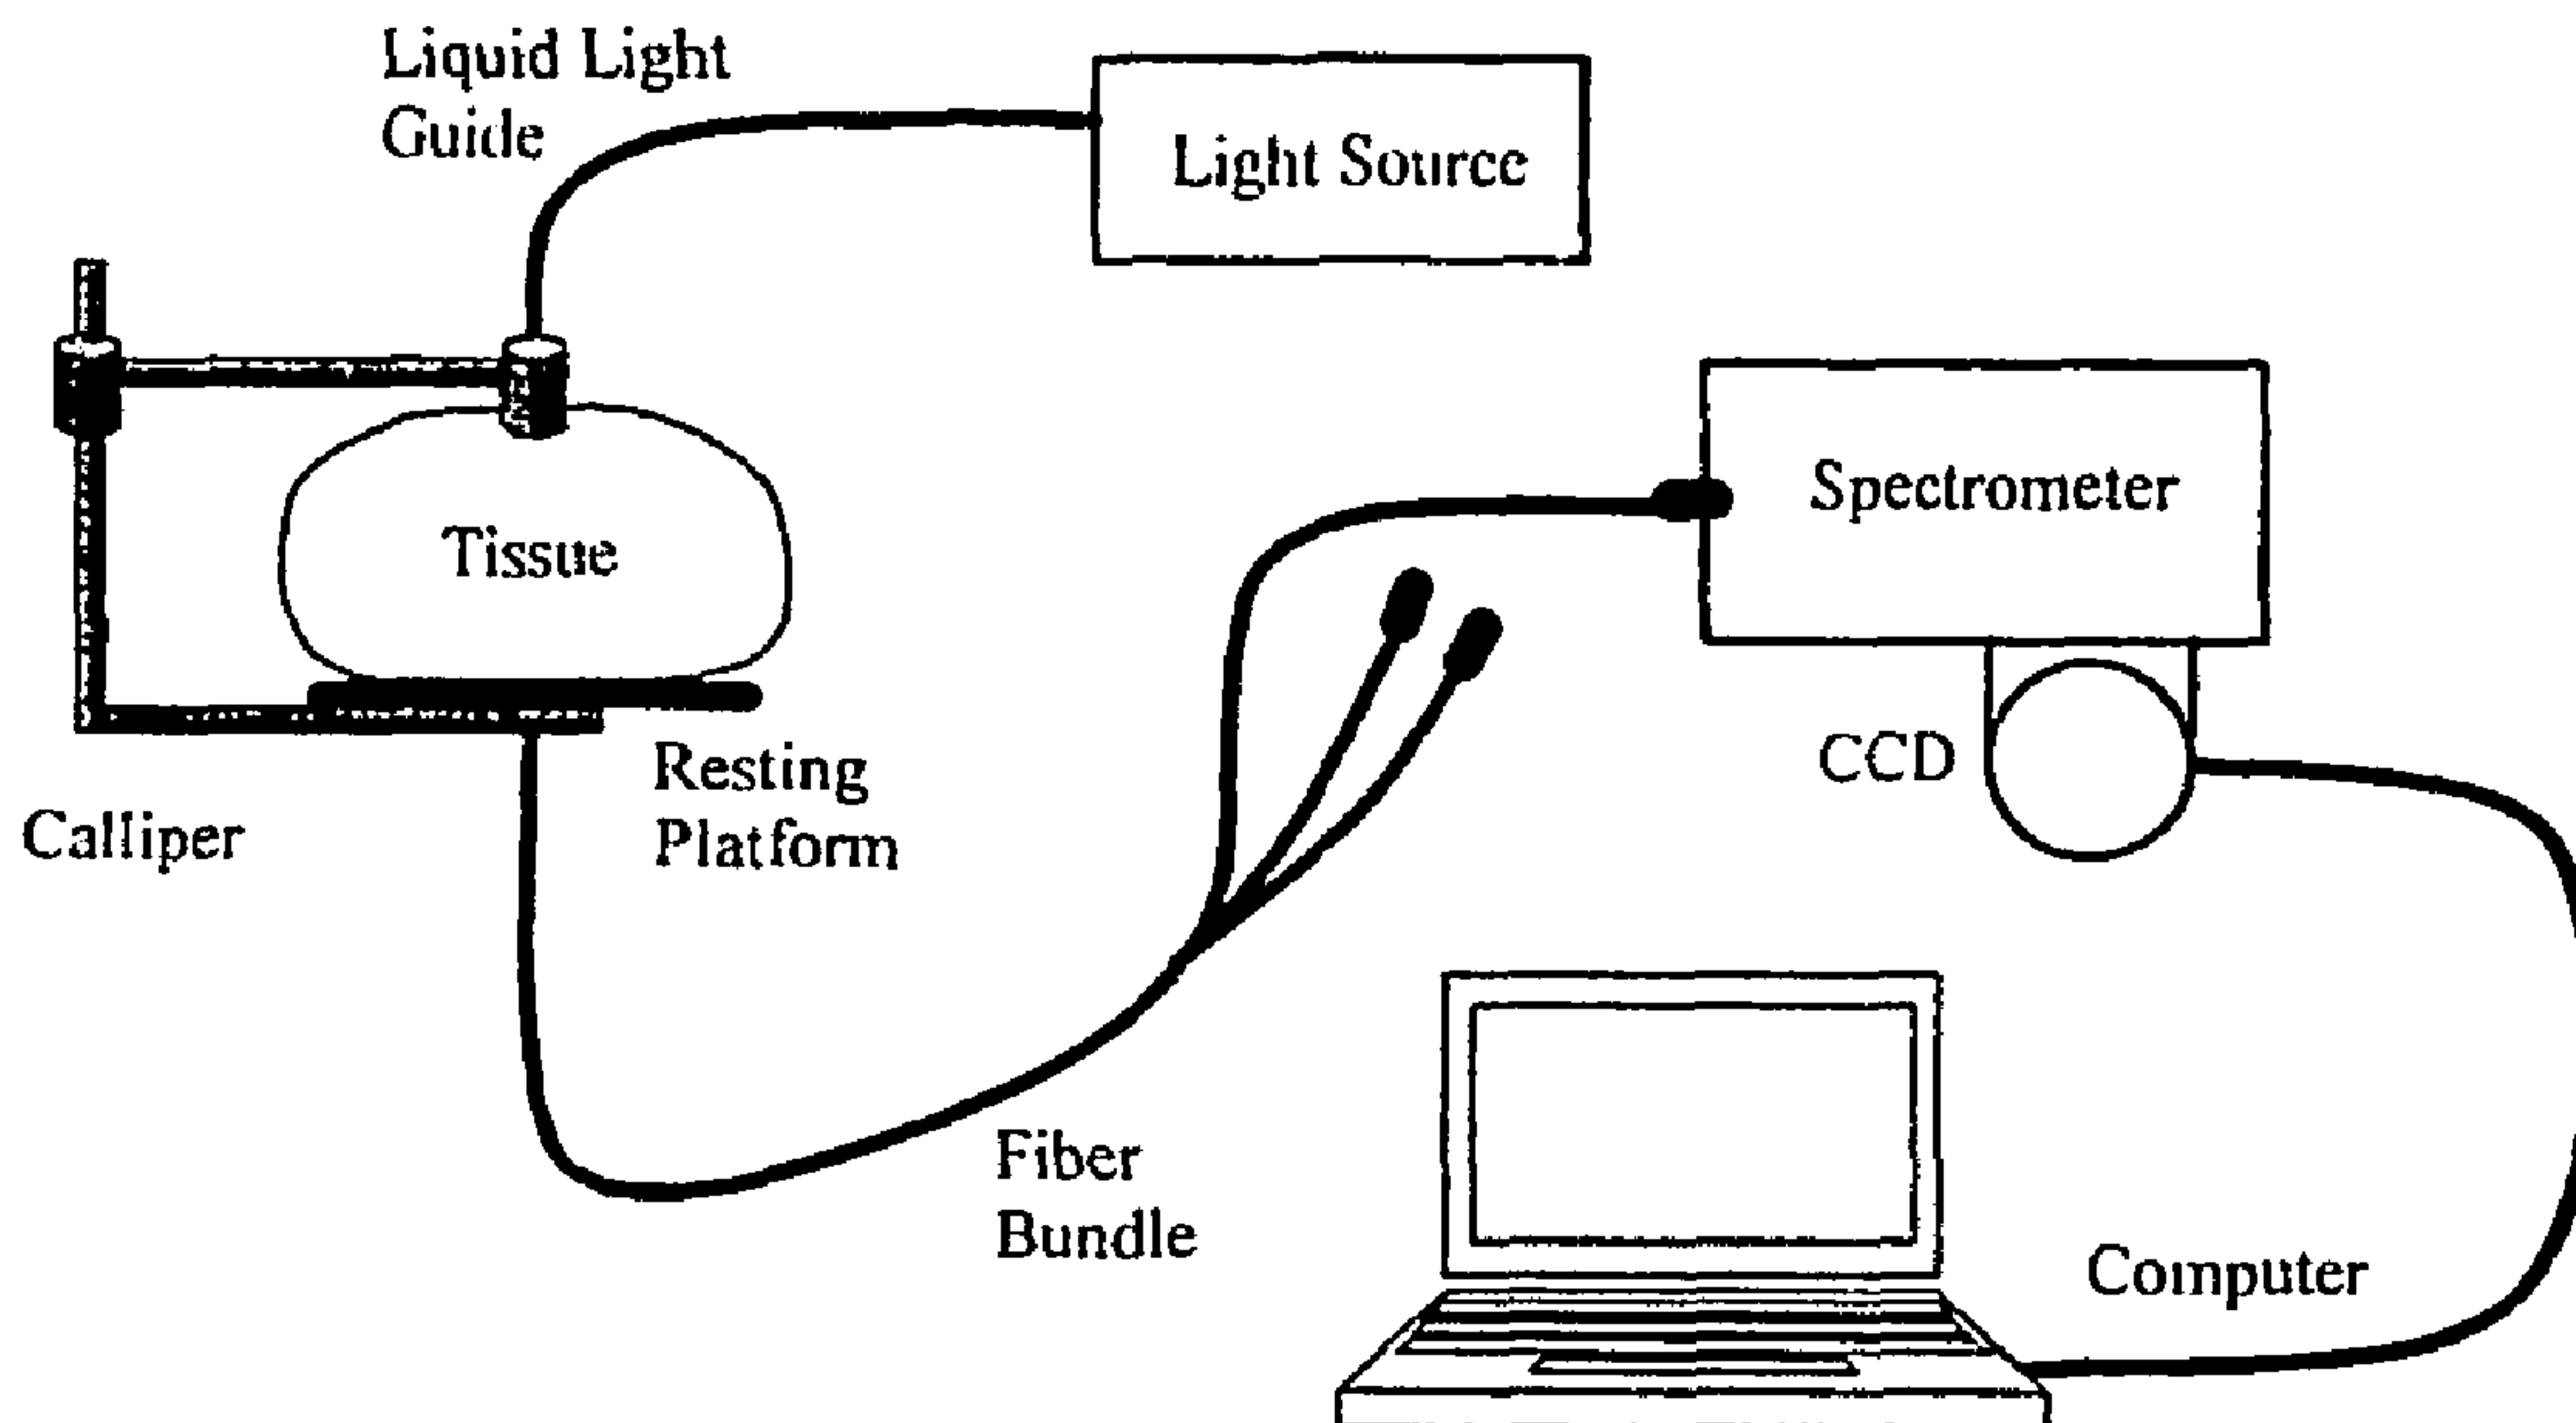 Liquid Light
Guide
Light Source
Spectrometer
Tissue
CCD
Resting
Platform
Calliper
Fiber
Bundle
Computer